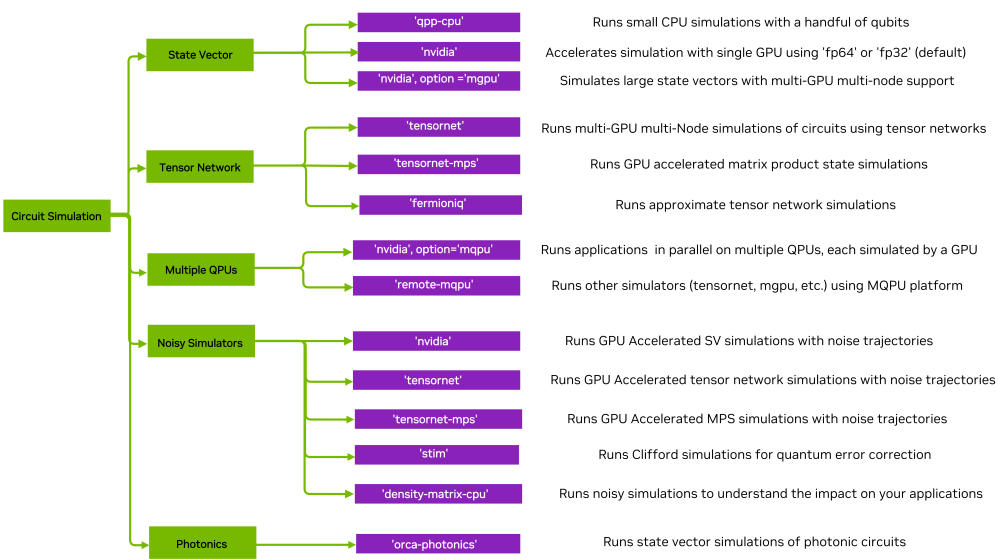 'qpp-cpu' Runs small CPU simulations with a handful of qubits
State Vector 'nvidia' Accelerates simulation with single GPU using 'fp64' or 'fp32' (default)
'nvidia', option ='mgpu' Simulates large state vectors with multi-GPU multi-node support
'tensornet' Runs multi-GPU multi-Node simulations of circuits using tensor networks
Tensor Network 'tensornet-mps' Runs GPU accelerated matrix product state simulations
'fermioniq' Runs approximate tensor network simulations
Circuit Simulation
'nvidia', option='mqpu' Runs applications in parallel on multiple QPUs, each simulated by a GPU
Multiple QPUs
'remote-mqpu' Runs other simulators (tensornet, mgpu, etc.) using MQPU platform
Noisy Simulators 'nvidia' Runs GPU Accelerated SV simulations with noise trajectories
'tensornet' Runs GPU Accelerated tensor network simulations with noise trajectories
'tensornet-mps' Runs GPU Accelerated MPS simulations with noise trajectories
'stim' Runs Clifford simulations for quantum error correction
'density-matrix-cpu' Runs noisy simulations to understand the impact on your applications
Photonics 'orca-photonics' Runs state vector simulations of photonic circuits